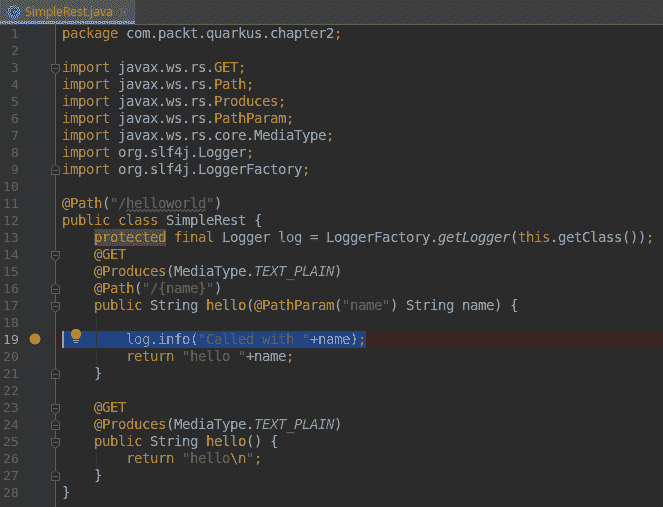 SimpleRest.java ×
1 package com.packt.quarkus.chapter2;
2
3 import javax.ws.rs.GET;
4 import javax.ws.rs.Path;
5 import javax.ws.rs.Produces;
6 import javax.ws.rs.PathParam;
7 import javax.ws.rs.core.MediaType;
8 import org.slf4j.Logger;
9 import org.slf4j.LoggerFactory;
10
11 @Path("/helloworld")
12 public class SimpleRest {
13     protected final Logger log = LoggerFactory.getLogger(this.getClass());
14     @GET
15     @Produces(MediaType.TEXT_PLAIN)
16     @Path("/{name}")
17     public String hello(@PathParam("name") String name) {
18
19         log.info("Called with "+name);
20         return "hello "+name;
21     }
22
23     @GET
24     @Produces(MediaType.TEXT_PLAIN)
25     public String hello() {
26         return "hello\n";
27     }
28 }